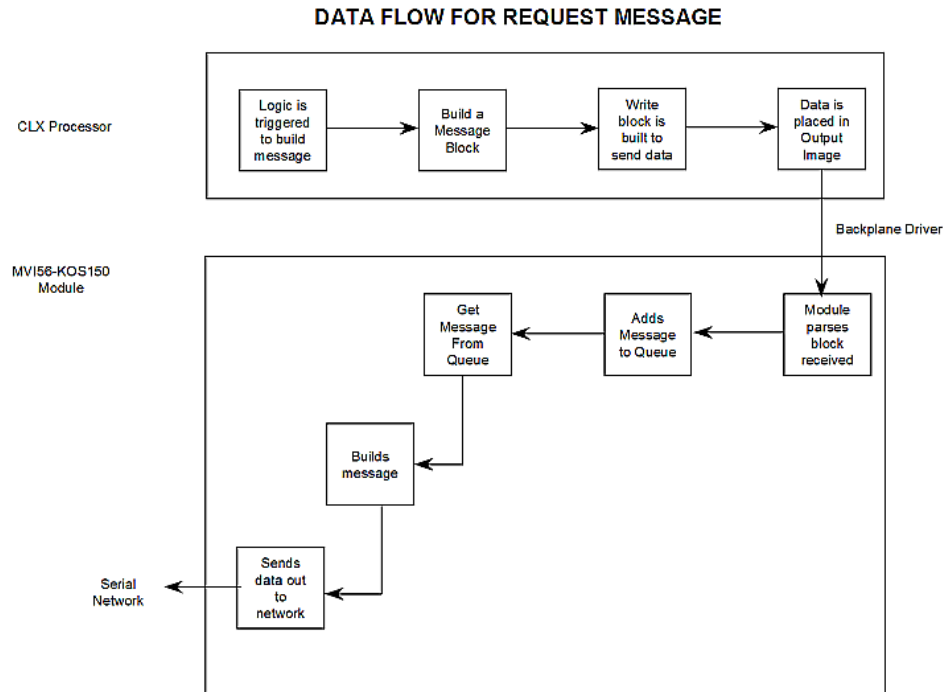 DATA FLOW FOR REQUEST MESSAGE
CLX Processor
Logic is
triggered
to build
message
Build a
Message
Block
Write
block is
built to
send data
Data is
placed in
Output
Image
Backplane Driver
MVI56-KOS150
Module
Get
Message
From
Queue
Adds
Message
to Queue
Module
parses
block
received
Builds
message
Sends
data out
to
network
Serial
Network